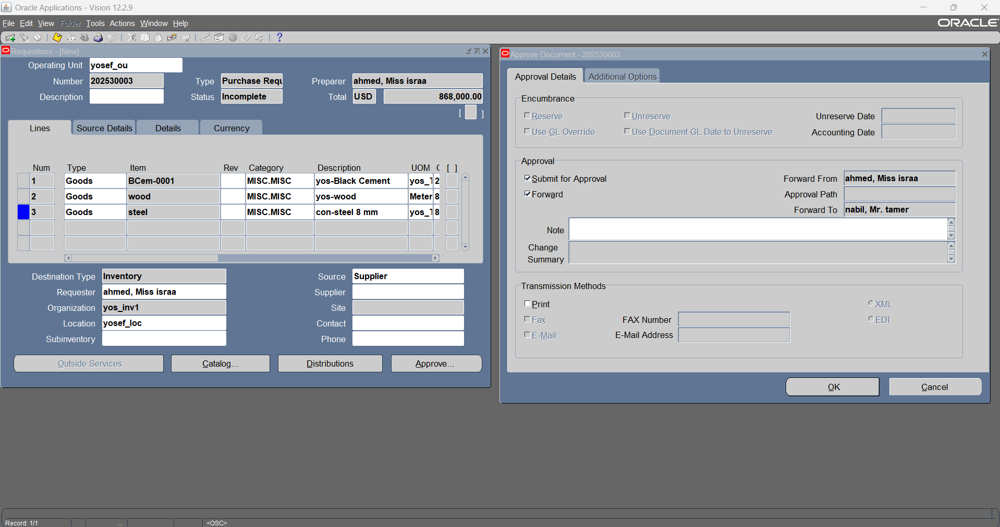 Oracle Applications - Vision 12.2.9
File Edit View Folder Tools Actions Window Help
ORACLE
Requisitions - [New]
Operating Unit yosef_ou
Number 202530003 Type Purchase Requ Preparer ahmed, Miss israa
Description Status Incomplete Total USD 868,000.00
[ ]
Lines Source Details Details Currency
Num Type Item Rev Category Description UOM [ ]
1 Goods BCem-0001 MISC.MISC yos-Black Cement yos_T 2
2 Goods wood MISC.MISC yos-wood Meter 8
3 Goods steel MISC.MISC con-steel 8 mm yos_T 8
Destination Type Inventory Source Supplier
Requester ahmed, Miss israa Supplier
Organization yos_inv1 Site
Location yosef_loc Contact
Subinventory Phone
Outside Services Catalog... Distributions Approve...
Approve Document - 202530003
Approval Details Additional Options
Encumbrance
Reserve Unreserve Unreserve Date
Use GL Override Use Document GL Date to Unreserve Accounting Date
Approval
Submit for Approval Forward From ahmed, Miss israa
Forward Approval Path
Forward To nabil, Mr. tamer
Note
Change
Summary
Transmission Methods
Print XML
Fax FAX Number EDI
E-Mail E-Mail Address
OK Cancel
Record: 1/1 ... <OSC>